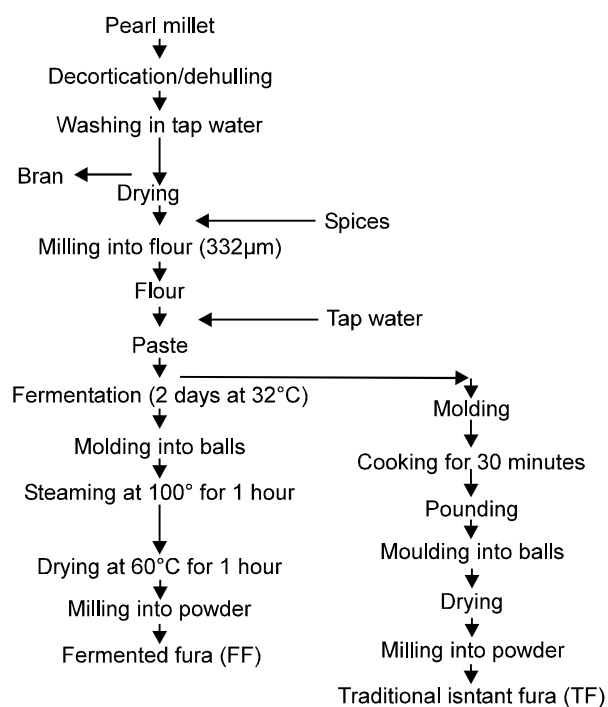 Pearl millet
Decortication/dehulling
Washing in tap water
Bran
Drying
Spices
Milling into flour (332µm)
Flour
Tap water
Paste
Fermentation (2 days at 32°C)
Molding into balls
Steaming at 100° for 1 hour
Drying at 60°C for 1 hour
Milling into powder
Fermented fura (FF)
Molding
Cooking for 30 minutes
Pounding
Moulding into balls
Drying
Milling into powder
Traditional isntant fura (TF)